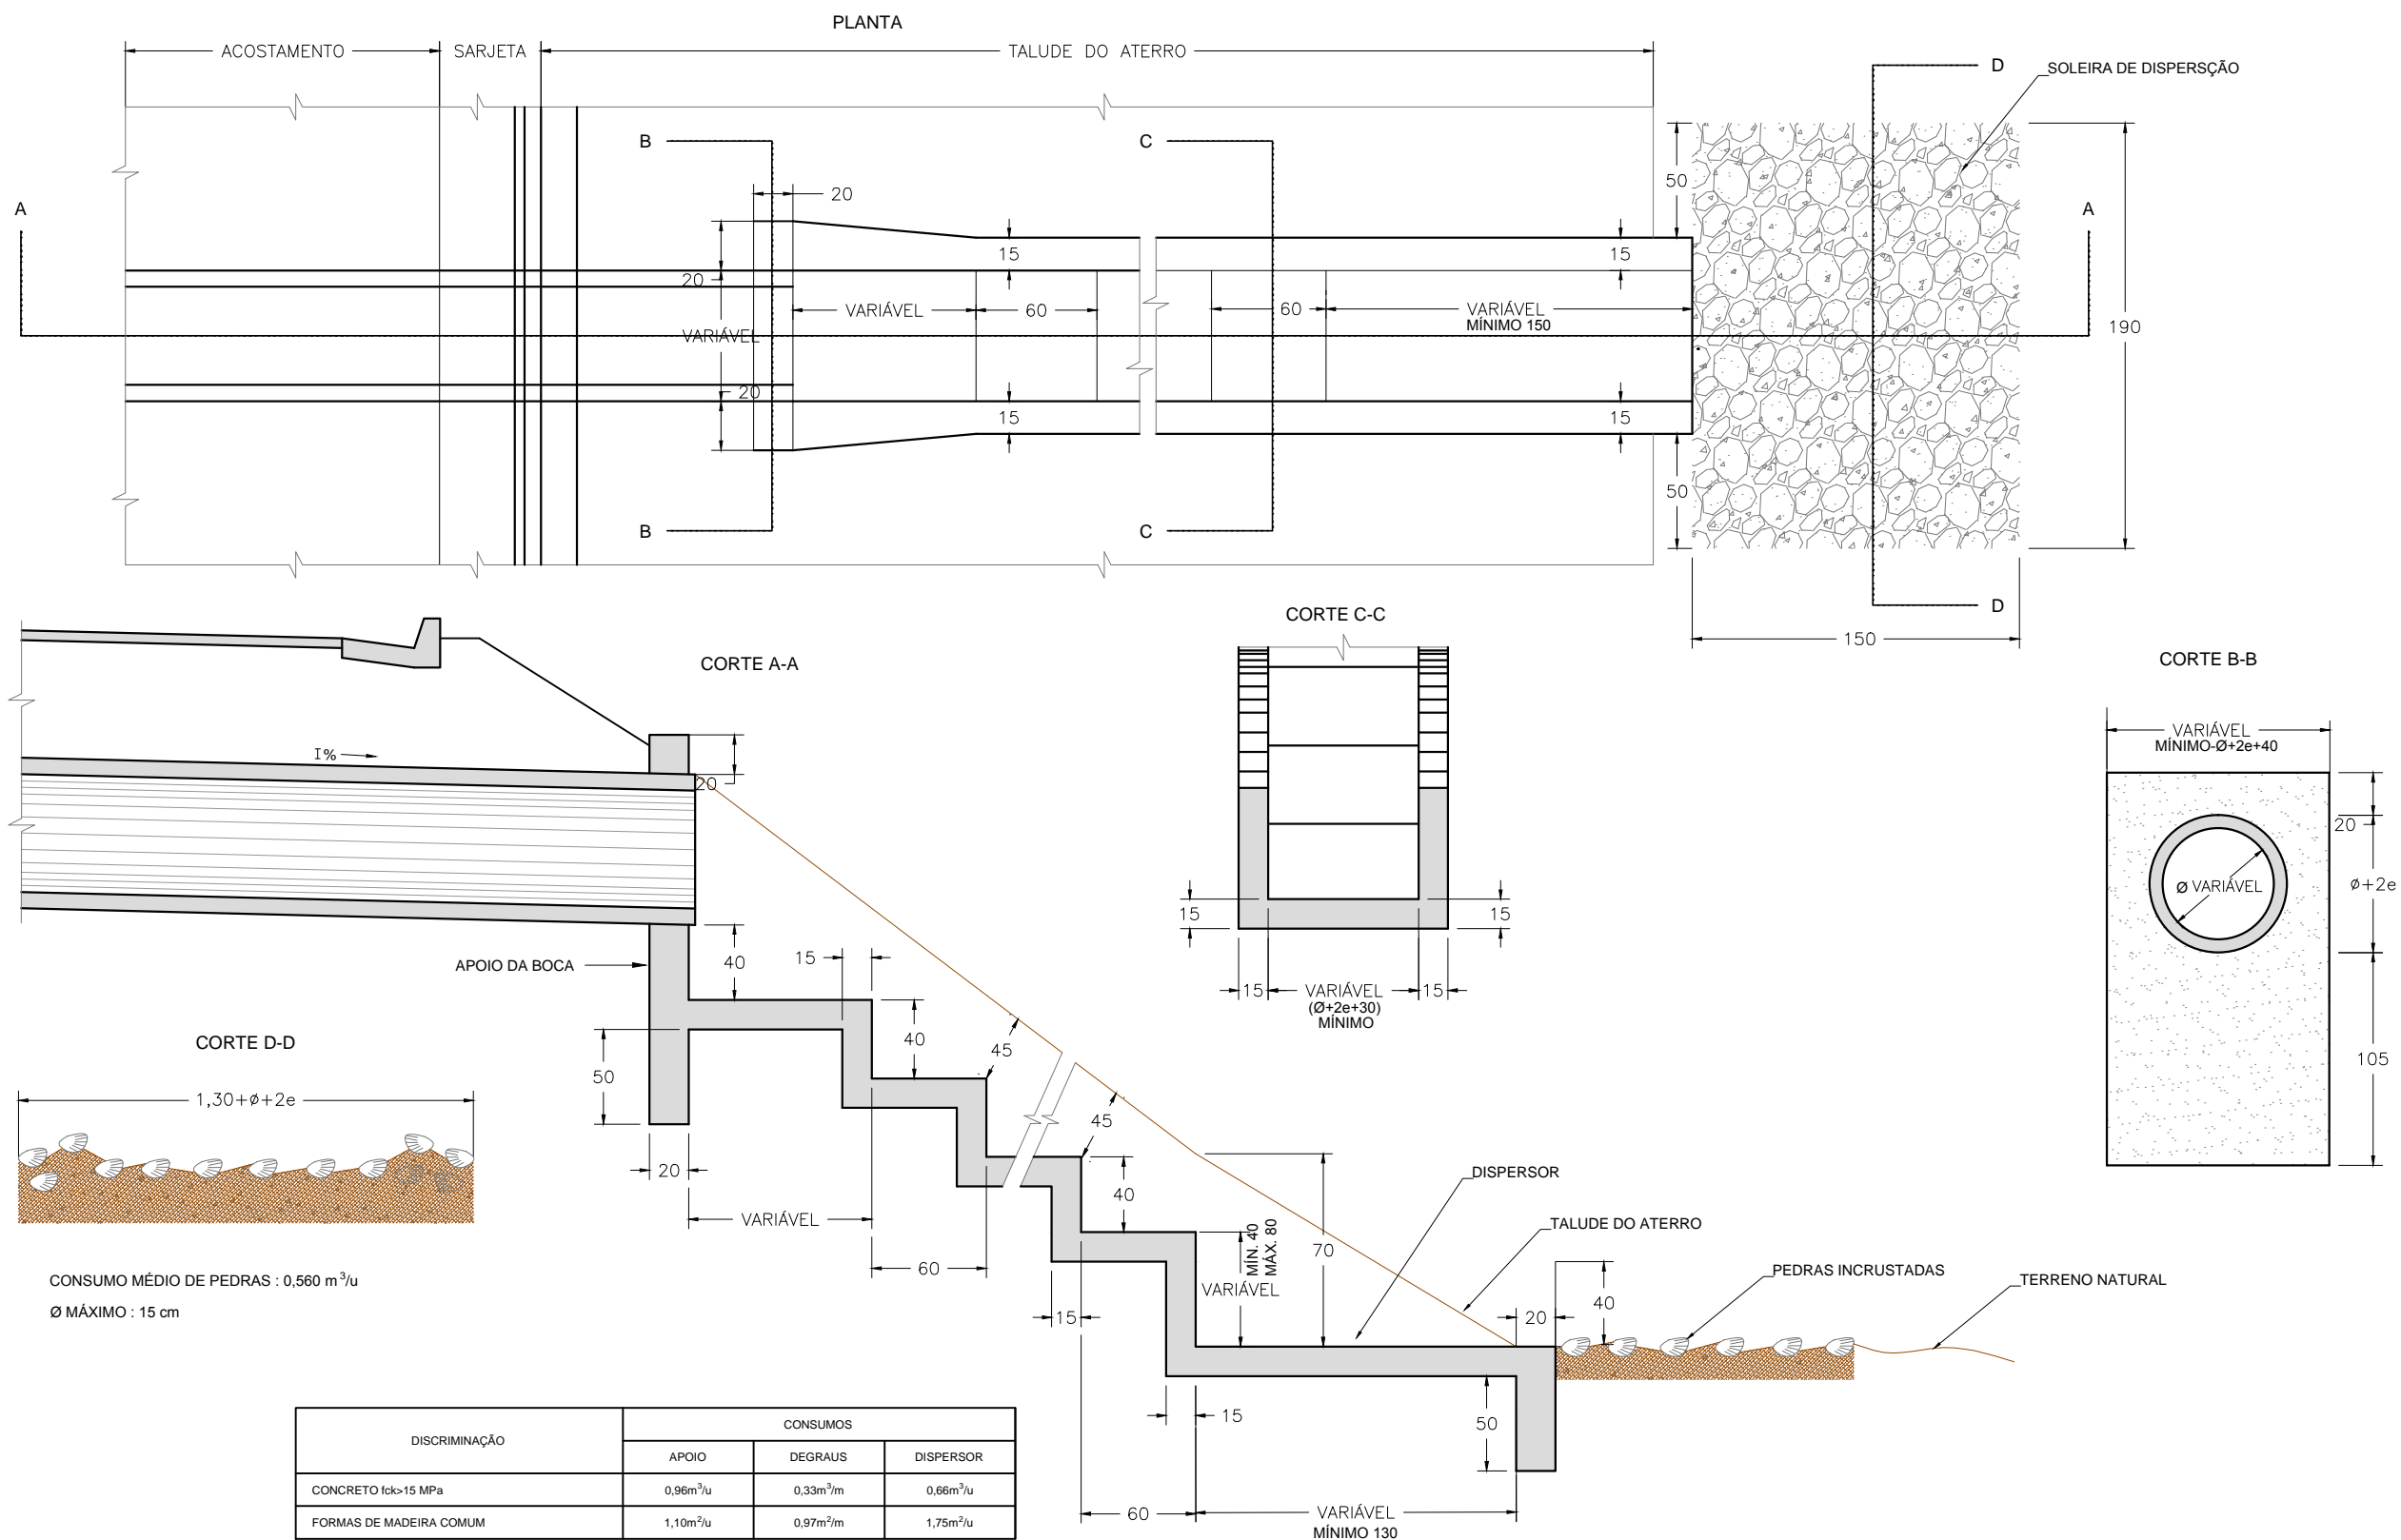 PLANTA
ACOSTAMENTO
SARJETA
TALUDE DO ATERRO
D
SOLEIRA DE DISPERSÇÃO
B
C
20
50
A
A
15
15
20
VARIÁVEL
60
60
VARIÁVEL
MÍNIMO 150
190
VARIÁVEL
20
15
15
50
B
C
D
150
CORTE A-A
I%
20
APOIO DA BOCA
40
15
40
45
50
45
20
VARIÁVEL
40
60
15
MÍN. 40
MÁX. 80
VARIÁVEL
70
DISPERSOR
TALUDE DO ATERRO
40
20
PEDRAS INCRUSTADAS
TERRENO NATURAL
15
50
60
VARIÁVEL
MÍNIMO 130
CORTE C-C
15
15
15
VARIÁVEL
15
(Ø+2e+30)
MÍNIMO
CORTE B-B
VARIÁVEL
MÍNIMO-Ø+2e+40
20
Ø VARIÁVEL
ø+2e
105
CORTE D-D
1,30+ø+2e
CONSUMO MÉDIO DE PEDRAS : 0,560 m³/u
Ø MÁXIMO : 15 cm
DISCRIMINAÇÃO
CONSUMOS
APOIO DEGRAUS DISPERSOR
CONCRETO fck>15 MPa 0,96m³/u 0,33m³/m 0,66m³/u
FORMAS DE MADEIRA COMUM 1,10m²/u 0,97m²/m 1,75m²/u